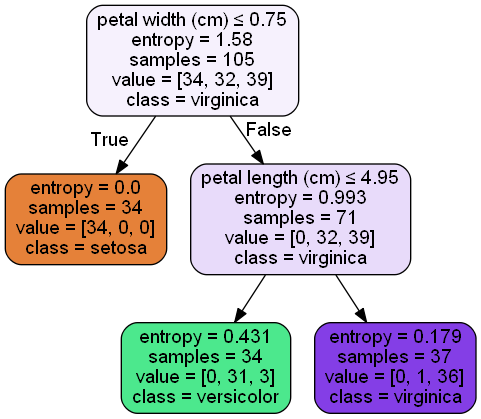 petal width (cm) ≤ 0.75
entropy = 1.58
samples = 105
value = [34, 32, 39]
class = virginica
True
False
entropy = 0.0
samples = 34
value = [34, 0, 0]
class = setosa
petal length (cm) ≤ 4.95
entropy = 0.993
samples = 71
value = [0, 32, 39]
class = virginica
entropy = 0.431
samples = 34
value = [0, 31, 3]
class = versicolor
entropy = 0.179
samples = 37
value = [0, 1, 36]
class = virginica